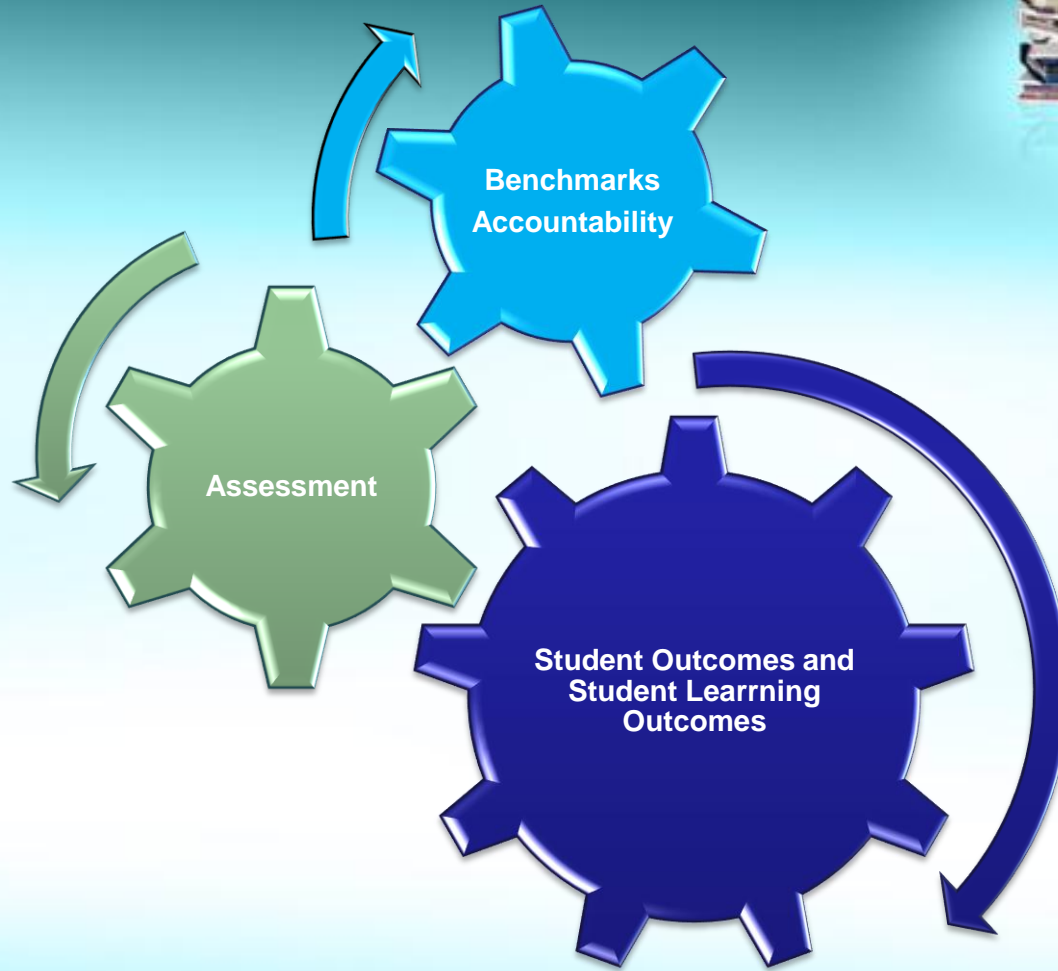 Benchmarks
Accountability
Assessment
Student Outcomes and
Student Learrning
Outcomes